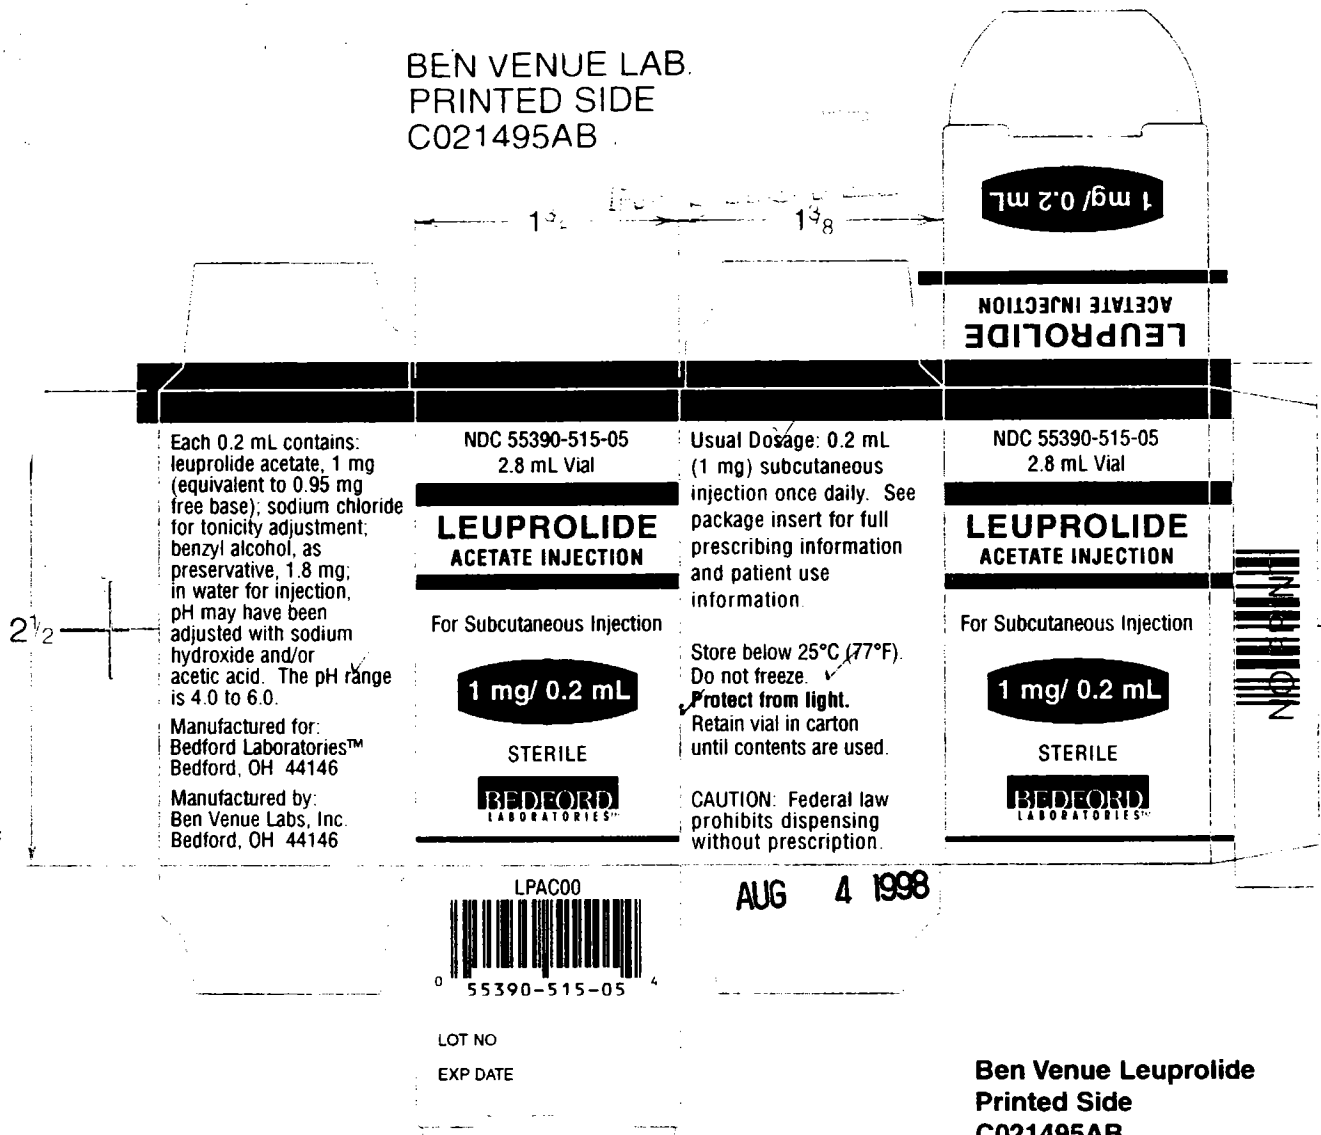 BEN VENUE LAB.
PRINTED SIDE
C021495AB
1 3/8
1 mg/ 0.2 mL
LEUPROLIDE
ACETATE INJECTION
Each 0.2 mL contains:
leuprolide acetate, 1 mg
(equivalent to 0.95 mg
free base); sodium chloride
for tonicity adjustment;
benzyl alcohol, as
preservative, 1.8 mg;
in water for injection,
pH may have been
adjusted with sodium
hydroxide and/or
acetic acid. The pH range
is 4.0 to 6.0.
Manufactured for:
Bedford Laboratories™
Bedford, OH 44146
Manufactured by:
Ben Venue Labs, Inc.
Bedford, OH 44146
2 1/2
NDC 55390-515-05
2.8 mL Vial
LEUPROLIDE
ACETATE INJECTION
For Subcutaneous Injection
1 mg/ 0.2 mL
STERILE
BEDFORD
LABORATORIES™
Usual Dosage: 0.2 mL
(1 mg) subcutaneous
injection once daily. See
package insert for full
prescribing information
and patient use
information.
Store below 25°C (77°F).
Do not freeze.
Protect from light.
Retain vial in carton
until contents are used.
CAUTION: Federal law
prohibits dispensing
without prescription.
NDC 55390-515-05
2.8 mL Vial
LEUPROLIDE
ACETATE INJECTION
For Subcutaneous Injection
1 mg/ 0.2 mL
STERILE
BEDFORD
LABORATORIES™
NO PRINT
LPAC00
0 55390-515-05 4
AUG 4 1998
LOT NO
EXP DATE
Ben Venue Leuprolide
Printed Side
C021495AB